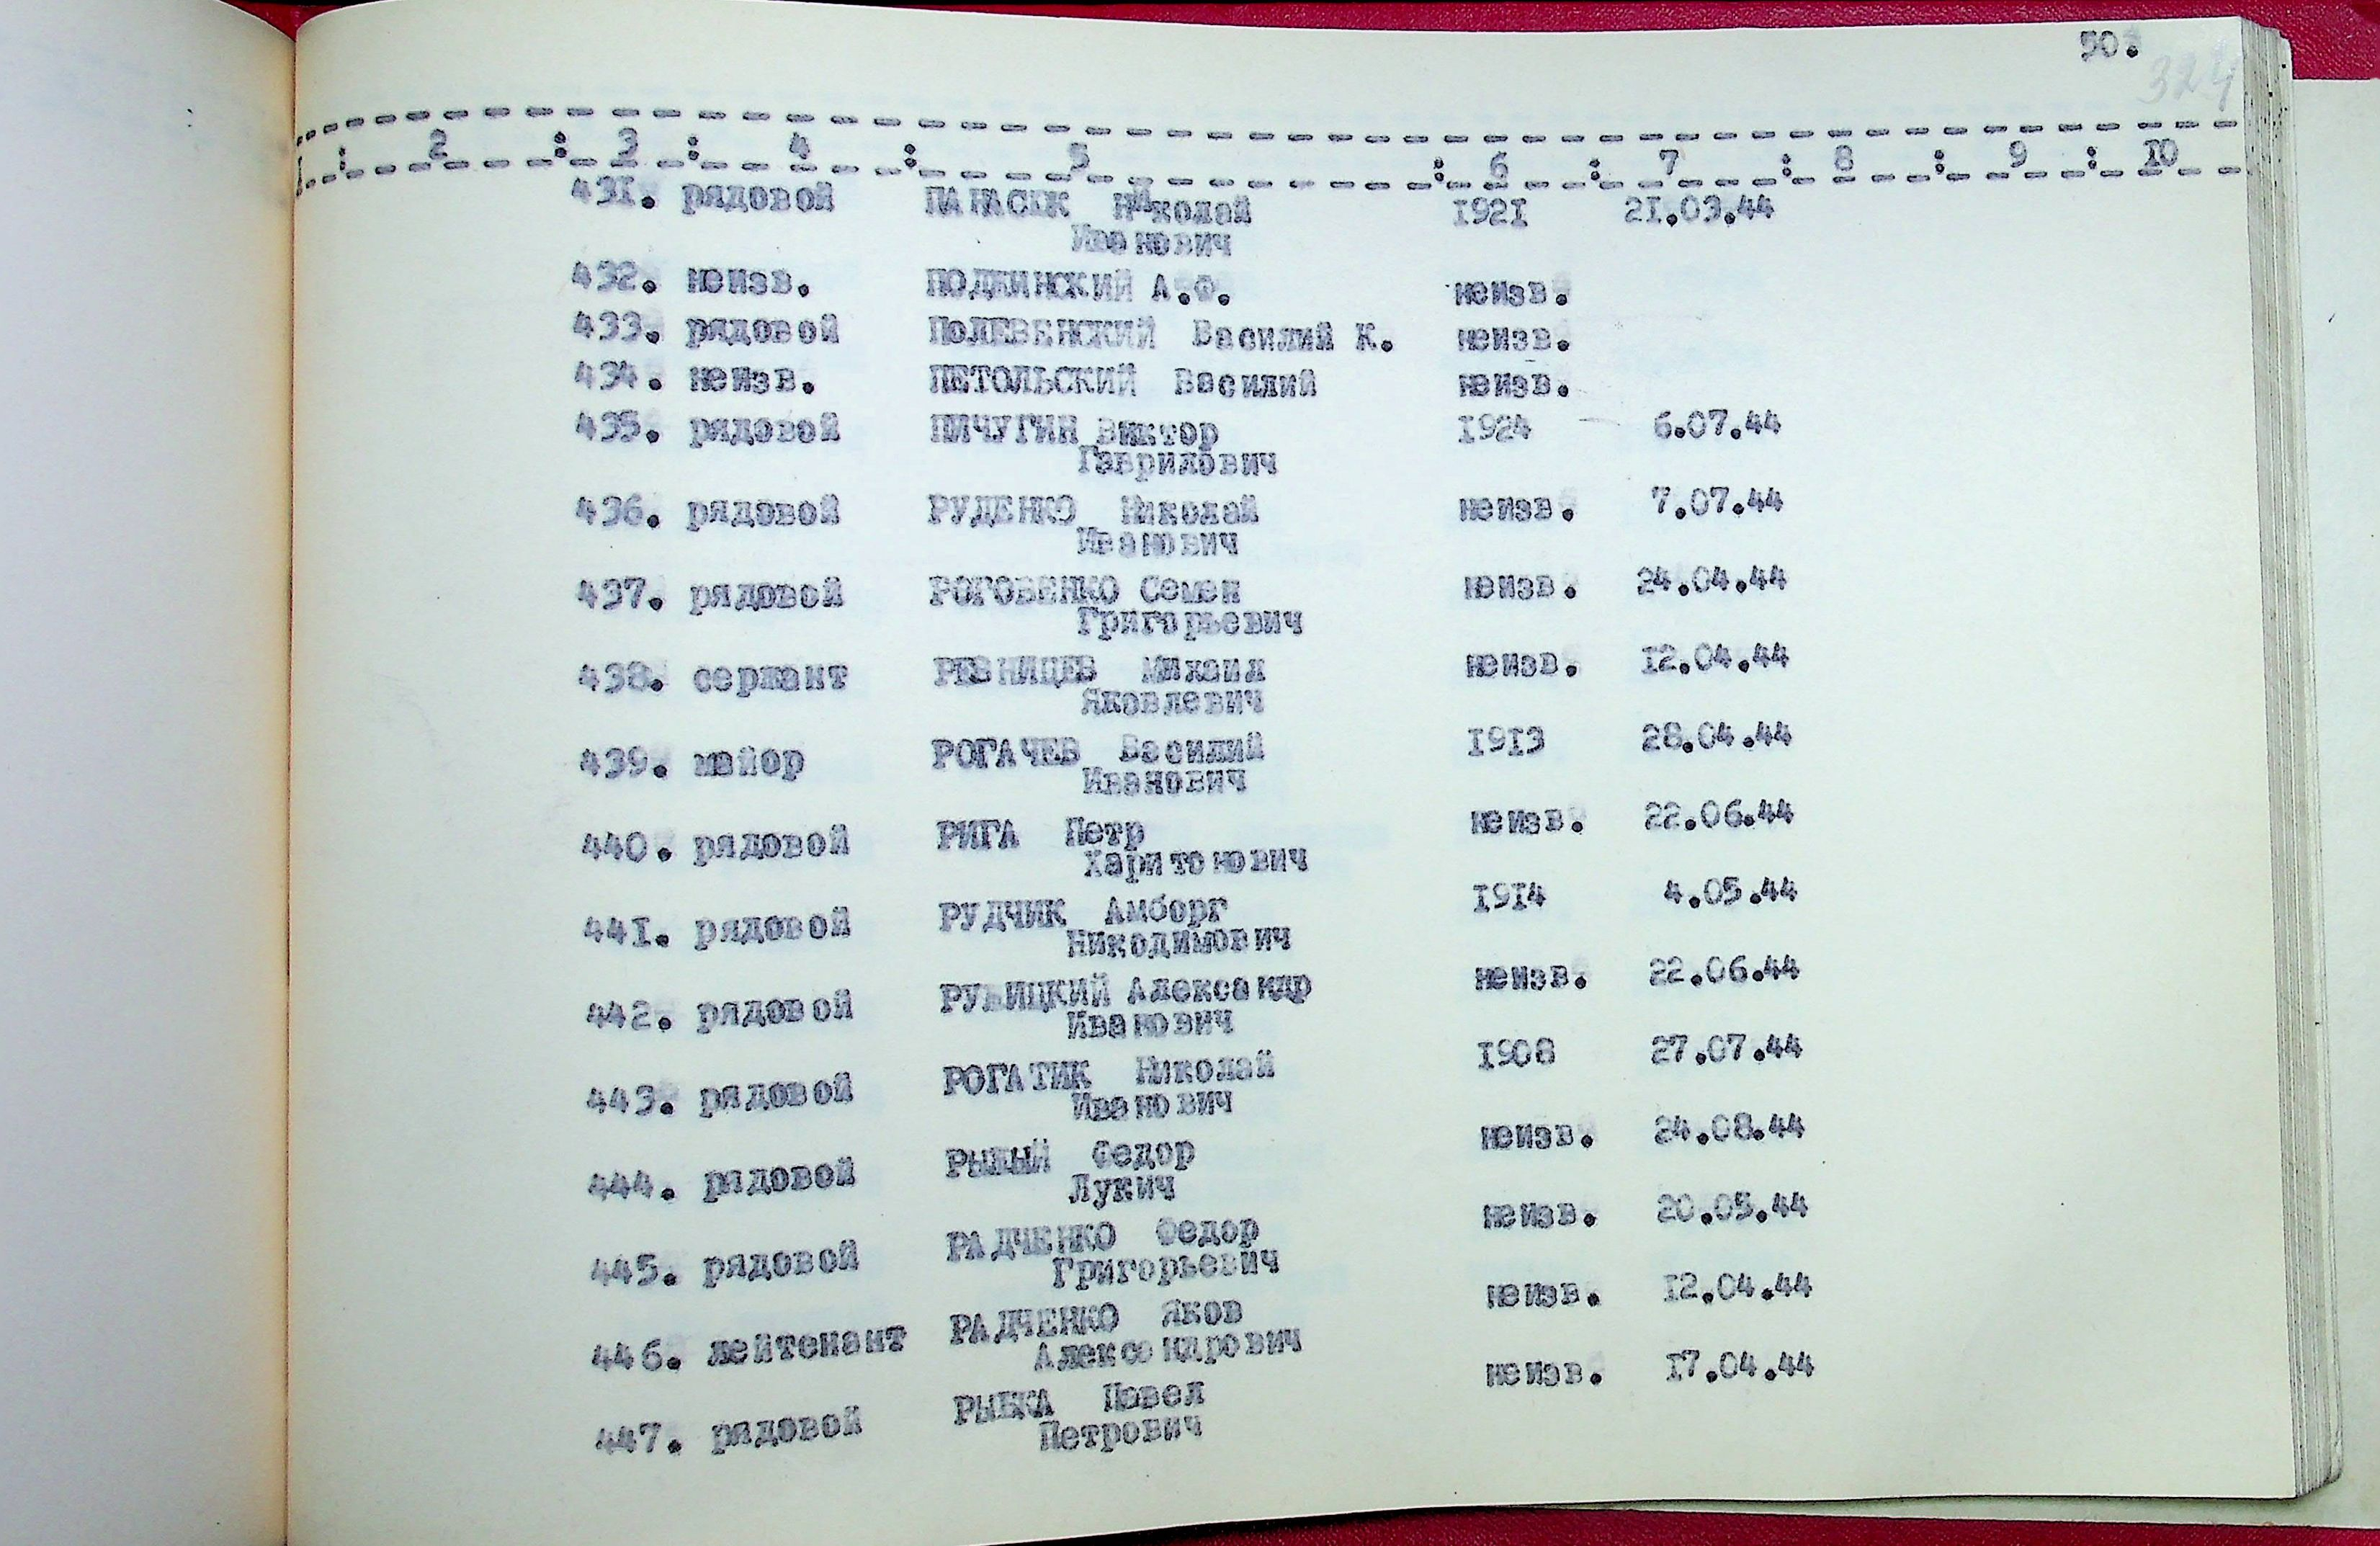 50.
324
1 : 2 : 3 : 4 : 5 : 6 : 7 : 8 : 9 : 10
431. рядовой ПАНАСЮК Николай 1921 21.03.44
Иванович
432. неизв. А.Ф. неизв.
433. рядовой ПОЛЕВЕНСКИЙ Василий К. неизв.
434. неизв. ПЕТОЛЬСКИЙ Василий неизв.
435. рядовой ПИЧУГИН Виктор 1924 6.07.44
Гаврилович
436. рядовой РУДЕНКО Николай неизв. 7.07.44
Иванович
437. рядовой РОГОВЕНКО Семен неизв. 24.04.44
Григорьевич
438. сержант РЕВНИЦЕВ Михаил неизв. 12.04.44
Яковлевич
439. майор РОГАЧЕВ Василий 1913 28.04.44
Иванович
440. рядовой РИГА Петр неизв. 22.06.44
Харитонович
441. рядовой РУДЧИК Амборг 1914 4.05.44
Никодимович
442. рядовой Александр неизв. 22.06.44
Иванович
443. рядовой РОГАТИК Николай 1908 27.07.44
Иванович
444. рядовой Федор неизв. 24.08.44
Лукич
445. рядовой РАДЧЕНКО Федор неизв. 20.05.44
Григорьевич
446. лейтенант РАДЧЕНКО Яков неизв. 12.04.44
Александрович
447. рядовой РЫБКА Павел неизв. 17.04.44
Петрович